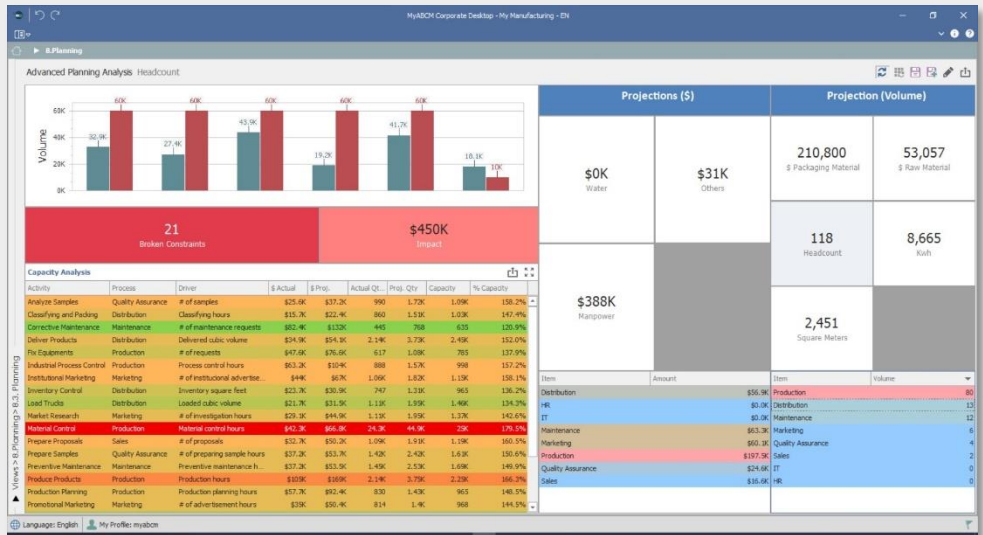 MyABCM Corporate Desktop - My Manufacturing - EN
8.Planning
Advanced Planning Analysis Headcount
Volume
60K
40K
20K
0K
32.9K 60K 27.4K 60K 43.9K 60K 19.2K 60K 41.7K 60K 18.1K 10K
21
Broken Constraints
$450K
Impact
Capacity Analysis
Activity Process Driver $ Actual $ Proj. Actual Qt... Proj. Qty Capacity % Capacity
Analyze Samples Quality Assurance # of samples $25.6K $37.2K 990 1.72K 1.09K 158.2%
Classifying and Packing Distribution Classifying hours $15.7K $22.4K 860 1.51K 1.03K 147.4%
Corrective Maintenance Maintenance # of maintenance requests $82.4K $132K 445 768 635 120.9%
Deliver Products Distribution Delivered cubic volume $34.9K $54.1K 2.14K 3.73K 2.45K 152.0%
Fix Equipments Production # of requests $47.6K $76.6K 617 1.08K 785 137.9%
Industrial Process Control Production Process control hours $63.2K $104K 888 1.57K 998 157.2%
Institutional Marketing Marketing # of institucional advertise... $44K $67K 1.06K 1.82K 1.15K 158.1%
Inventory Control Distribution Inventory square feet $23.7K $30.9K 747 1.31K 965 136.2%
Load Trucks Distribution Loaded cubic volume $21.7K $31.5K 1.11K 1.95K 1.46K 134.3%
Market Research Marketing # of investigation hours $29.1K $44.9K 1.11K 1.95K 1.37K 142.6%
Material Control Production Material control hours $42.3K $66.8K 24.3K 44.9K 25K 179.5%
Prepare Proposals Sales # of proposals $32.7K $50.2K 1.09K 1.91K 1.19K 160.5%
Prepare Samples Quality Assurance # of preparing sample hours $37.2K $53.7K 1.42K 2.42K 1.61K 150.6%
Preventive Maintenance Maintenance Preventive maintenance h... $37.2K $53.5K 1.45K 2.53K 1.69K 149.9%
Produce Products Production Production hours $105K $169K 2.14K 3.75K 2.25K 166.3%
Production Planning Production Production planning hours $57.7K $92.4K 830 1.43K 965 148.5%
Promotional Marketing Marketing # of advertisement hours $35K $50.4K 814 1.4K 968 144.5%
Projections ($)
$0K
Water
$31K
Others
$388K
Manpower
Item Amount
Distribution $56.9K
HR $0.0K
IT $0.0K
Maintenance $63.3K
Marketing $60.1K
Production $197.5K
Quality Assurance $24.6K
Sales $16.6K
Projection (Volume)
210,800
$ Packaging Material
53,057
$ Raw Material
118
Headcount
8,665
Kwh
2,451
Square Meters
Item Volume
Production 80
Distribution 13
Maintenance 12
Marketing 6
Quality Assurance 4
Sales 2
IT 0
HR 0
Views > 8.Planning > 8.3. Planning
Language: English My Profile: myabcm